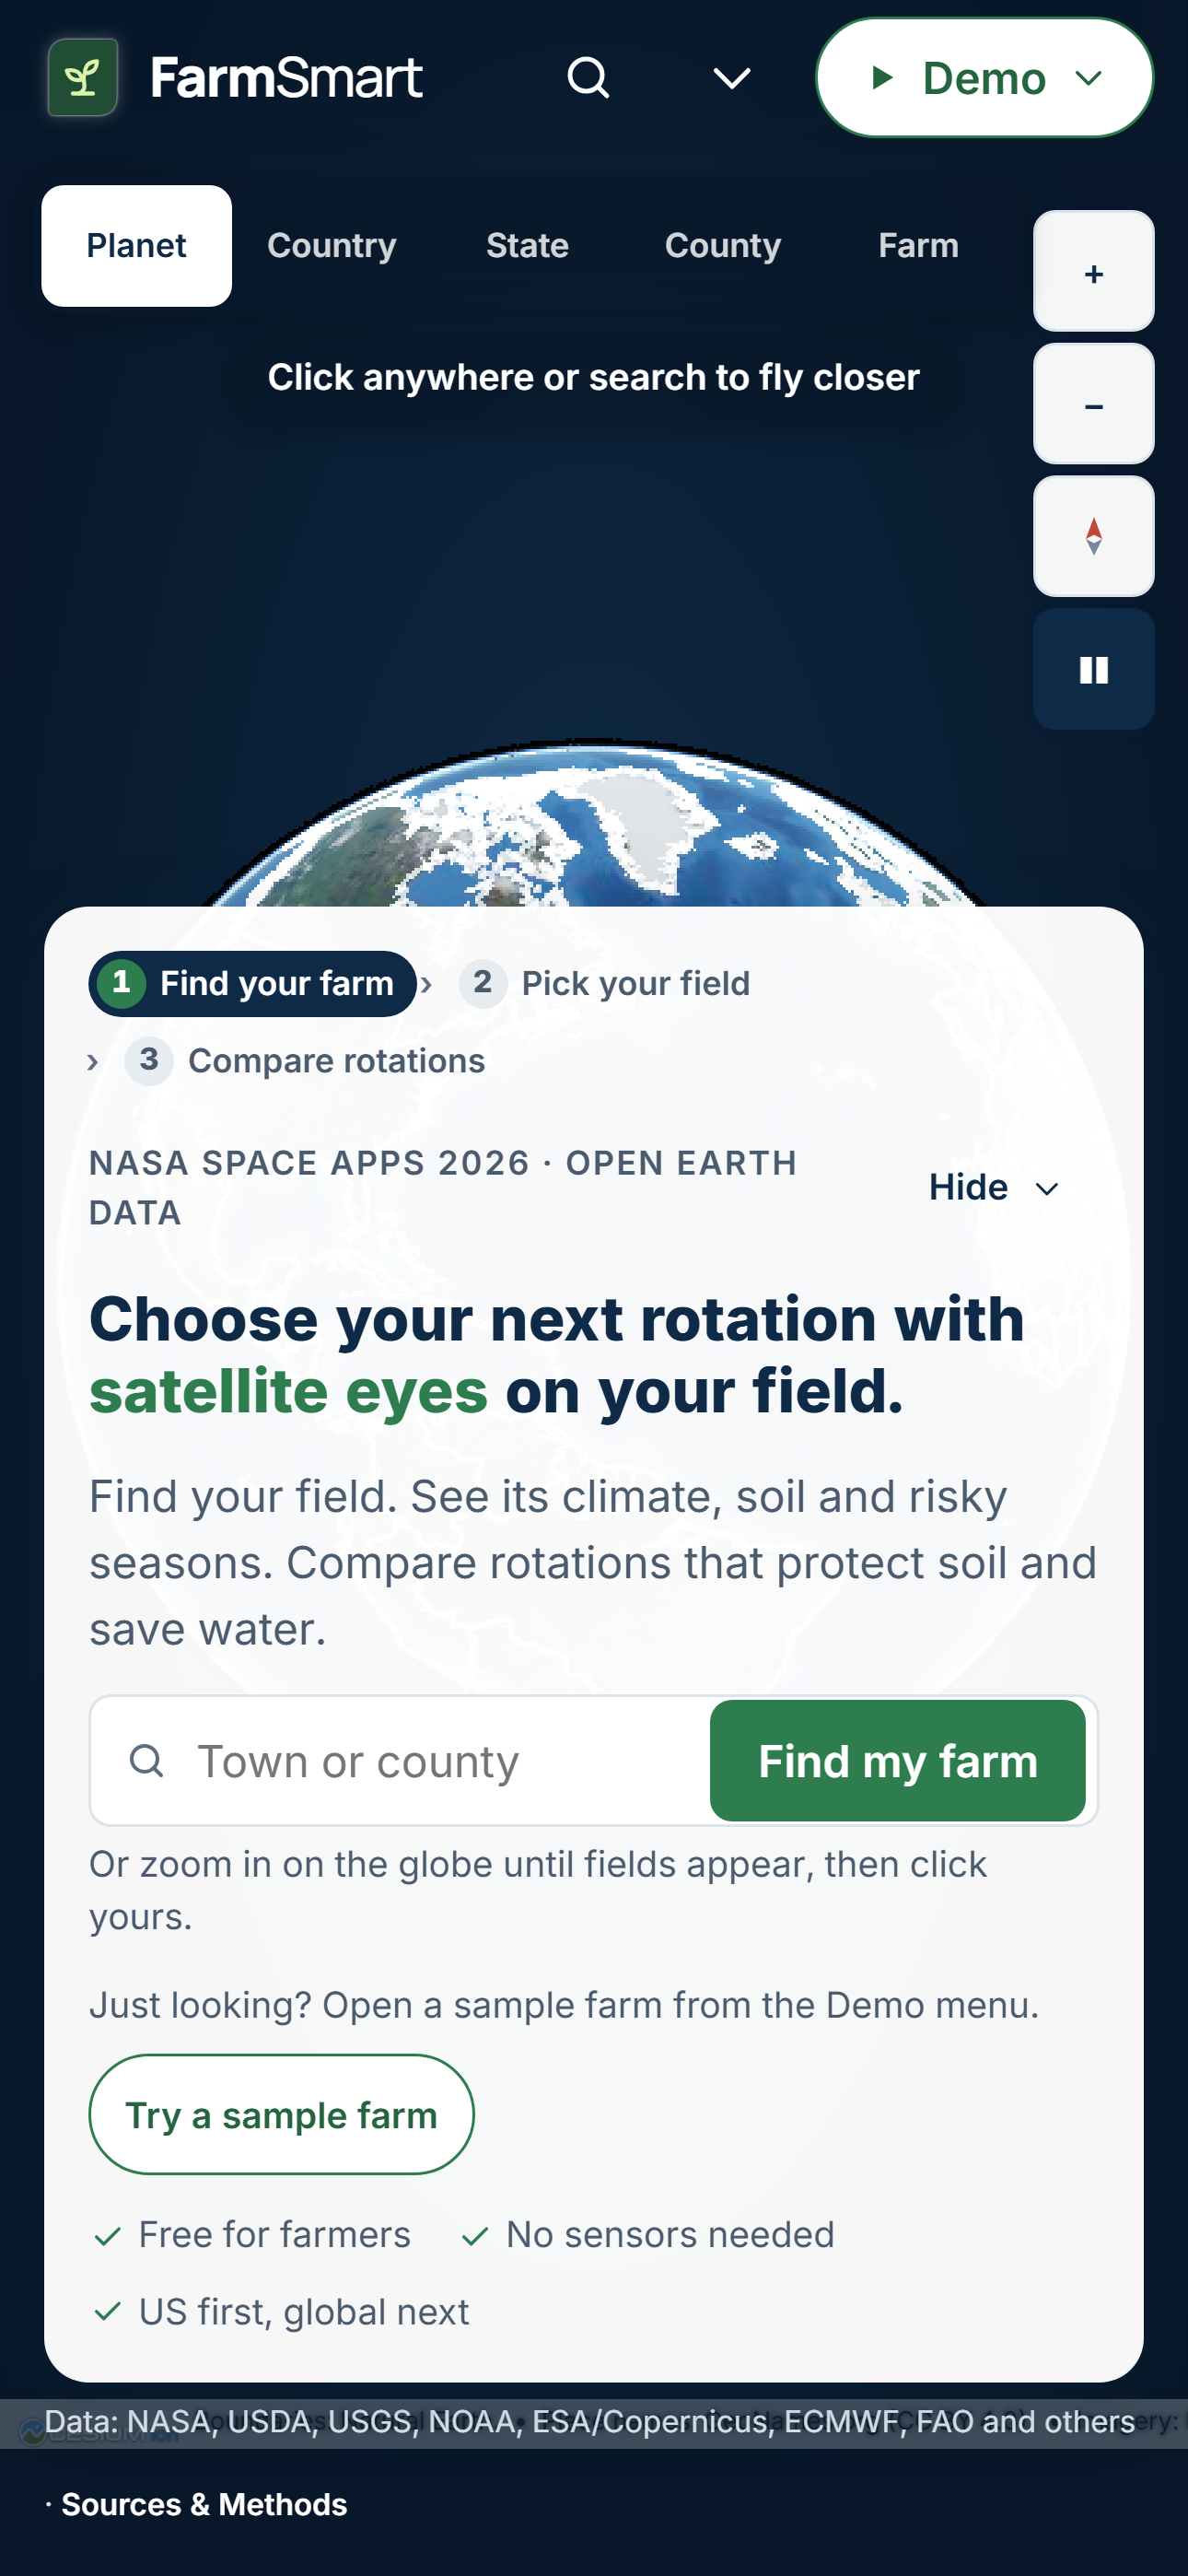 FarmSmart
Demo
Planet Country State County Farm
+
Click anywhere or search to fly closer
−
1 Find your farm › 2 Pick your field
› 3 Compare rotations
NASA SPACE APPS 2026 · OPEN EARTH
DATA
Hide
Choose your next rotation with
satellite eyes on your field.
Find your field. See its climate, soil and risky
seasons. Compare rotations that protect soil and
save water.
Town or county
Find my farm
Or zoom in on the globe until fields appear, then click
yours.
Just looking? Open a sample farm from the Demo menu.
Try a sample farm
Free for farmers No sensors needed
US first, global next
Data: NASA, USDA, USGS, NOAA, ESA/Copernicus, ECMWF, FAO and others
· Sources & Methods